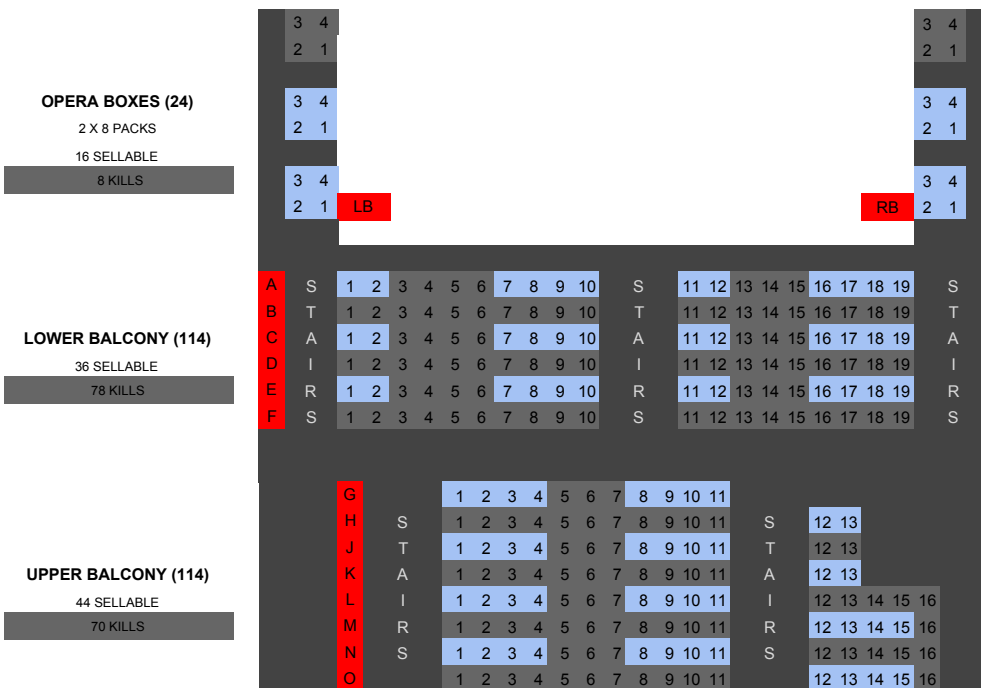 3 4 3 4
2 1 2 1
OPERA BOXES (24) 3 4 3 4
2 X 8 PACKS 2 1 2 1
16 SELLABLE
8 KILLS 3 4 3 4
2 1 LB RB 2 1
A S 1 2 3 4 5 6 7 8 9 10 S 11 12 13 14 15 16 17 18 19 S
B T 1 2 3 4 5 6 7 8 9 10 T 11 12 13 14 15 16 17 18 19 T
LOWER BALCONY (114) C A 1 2 3 4 5 6 7 8 9 10 A 11 12 13 14 15 16 17 18 19 A
36 SELLABLE D I 1 2 3 4 5 6 7 8 9 10 I 11 12 13 14 15 16 17 18 19 I
78 KILLS E R 1 2 3 4 5 6 7 8 9 10 R 11 12 13 14 15 16 17 18 19 R
F S 1 2 3 4 5 6 7 8 9 10 S 11 12 13 14 15 16 17 18 19 S
G 1 2 3 4 5 6 7 8 9 10 11
H S 1 2 3 4 5 6 7 8 9 10 11 S 12 13
J T 1 2 3 4 5 6 7 8 9 10 11 T 12 13
UPPER BALCONY (114) K A 1 2 3 4 5 6 7 8 9 10 11 A 12 13
44 SELLABLE L I 1 2 3 4 5 6 7 8 9 10 11 I 12 13 14 15 16
70 KILLS M R 1 2 3 4 5 6 7 8 9 10 11 R 12 13 14 15 16
N S 1 2 3 4 5 6 7 8 9 10 11 S 12 13 14 15 16
O 1 2 3 4 5 6 7 8 9 10 11 12 13 14 15 16